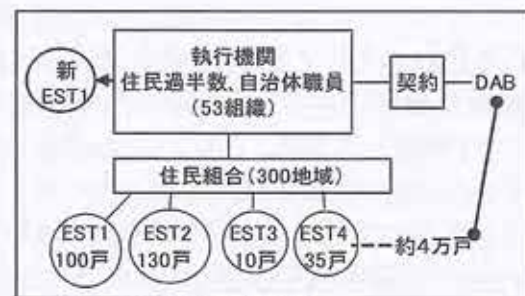 新
EST1
執行機関
住民過半数、自治体職員
(53組織)
契約
DAB
住民組合(300地域)
EST1
100戸
EST2
130戸
EST3
10戸
EST4
35戸
約4万戸